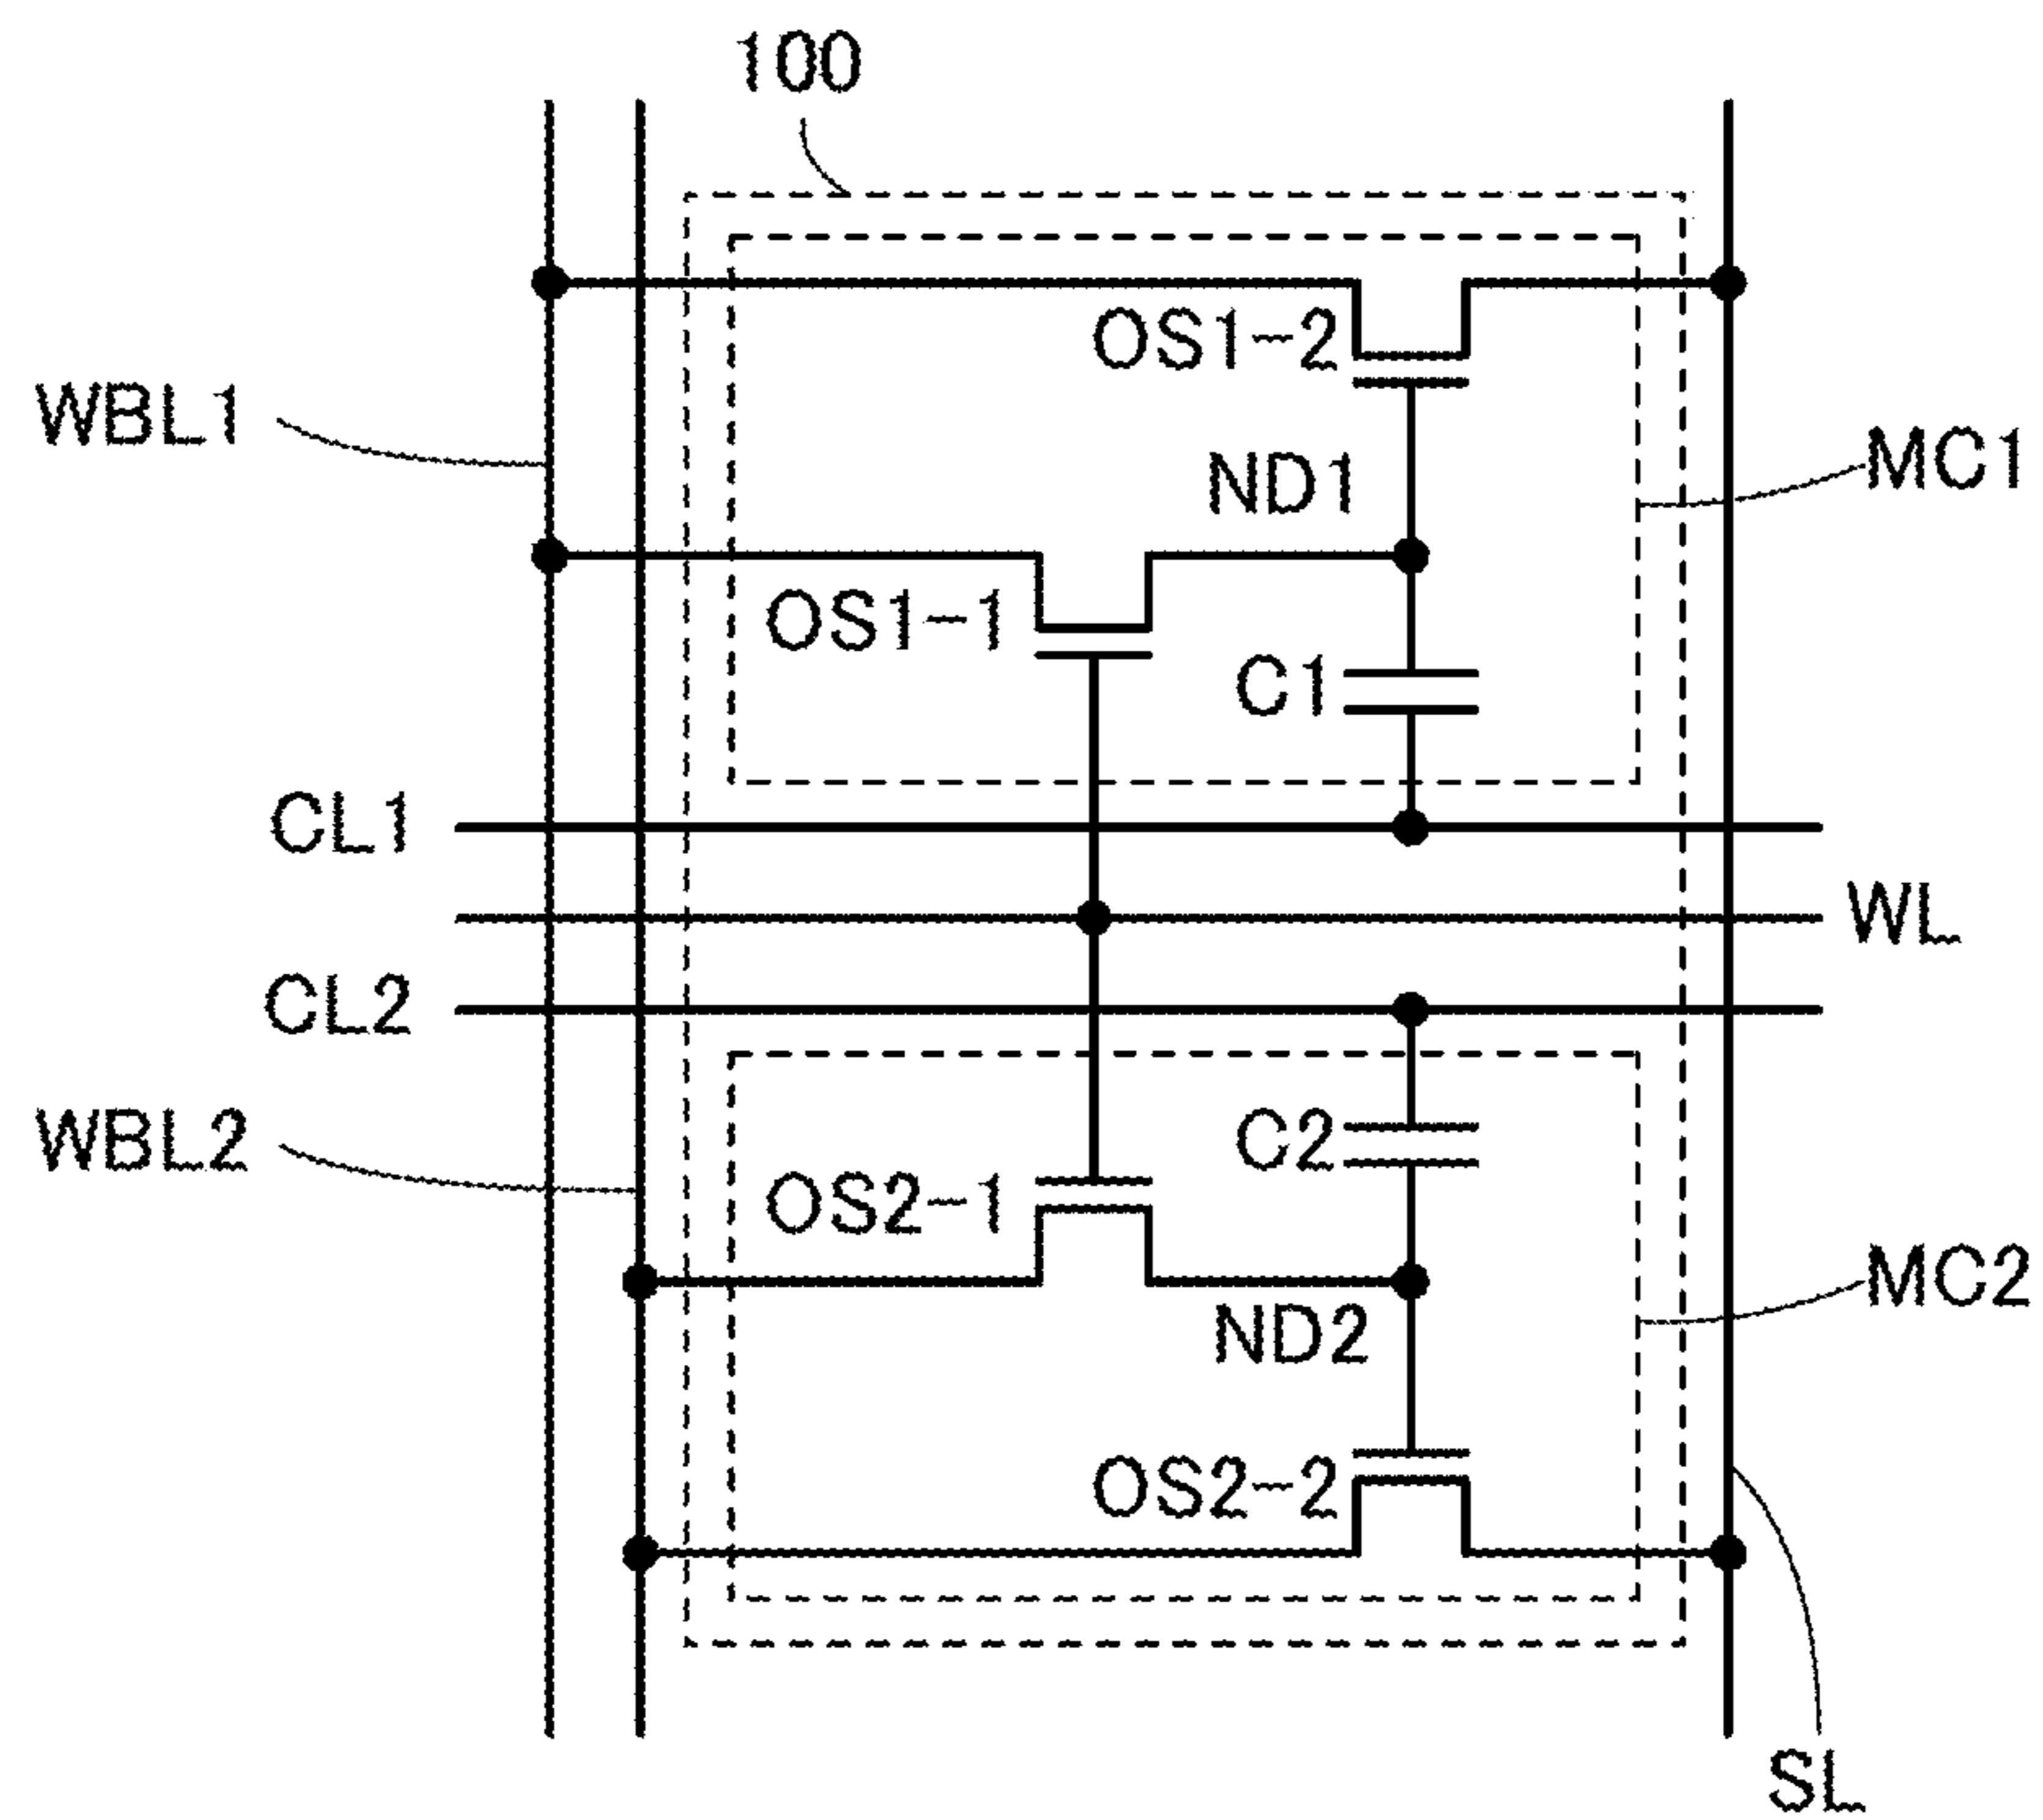 100
OS1-2
WBL1
MC1
ND1
OS1-1
C1
CL1
WL
CL2
WBL2
C2
OS2-1
MC2
ND2
OS2-2
SL